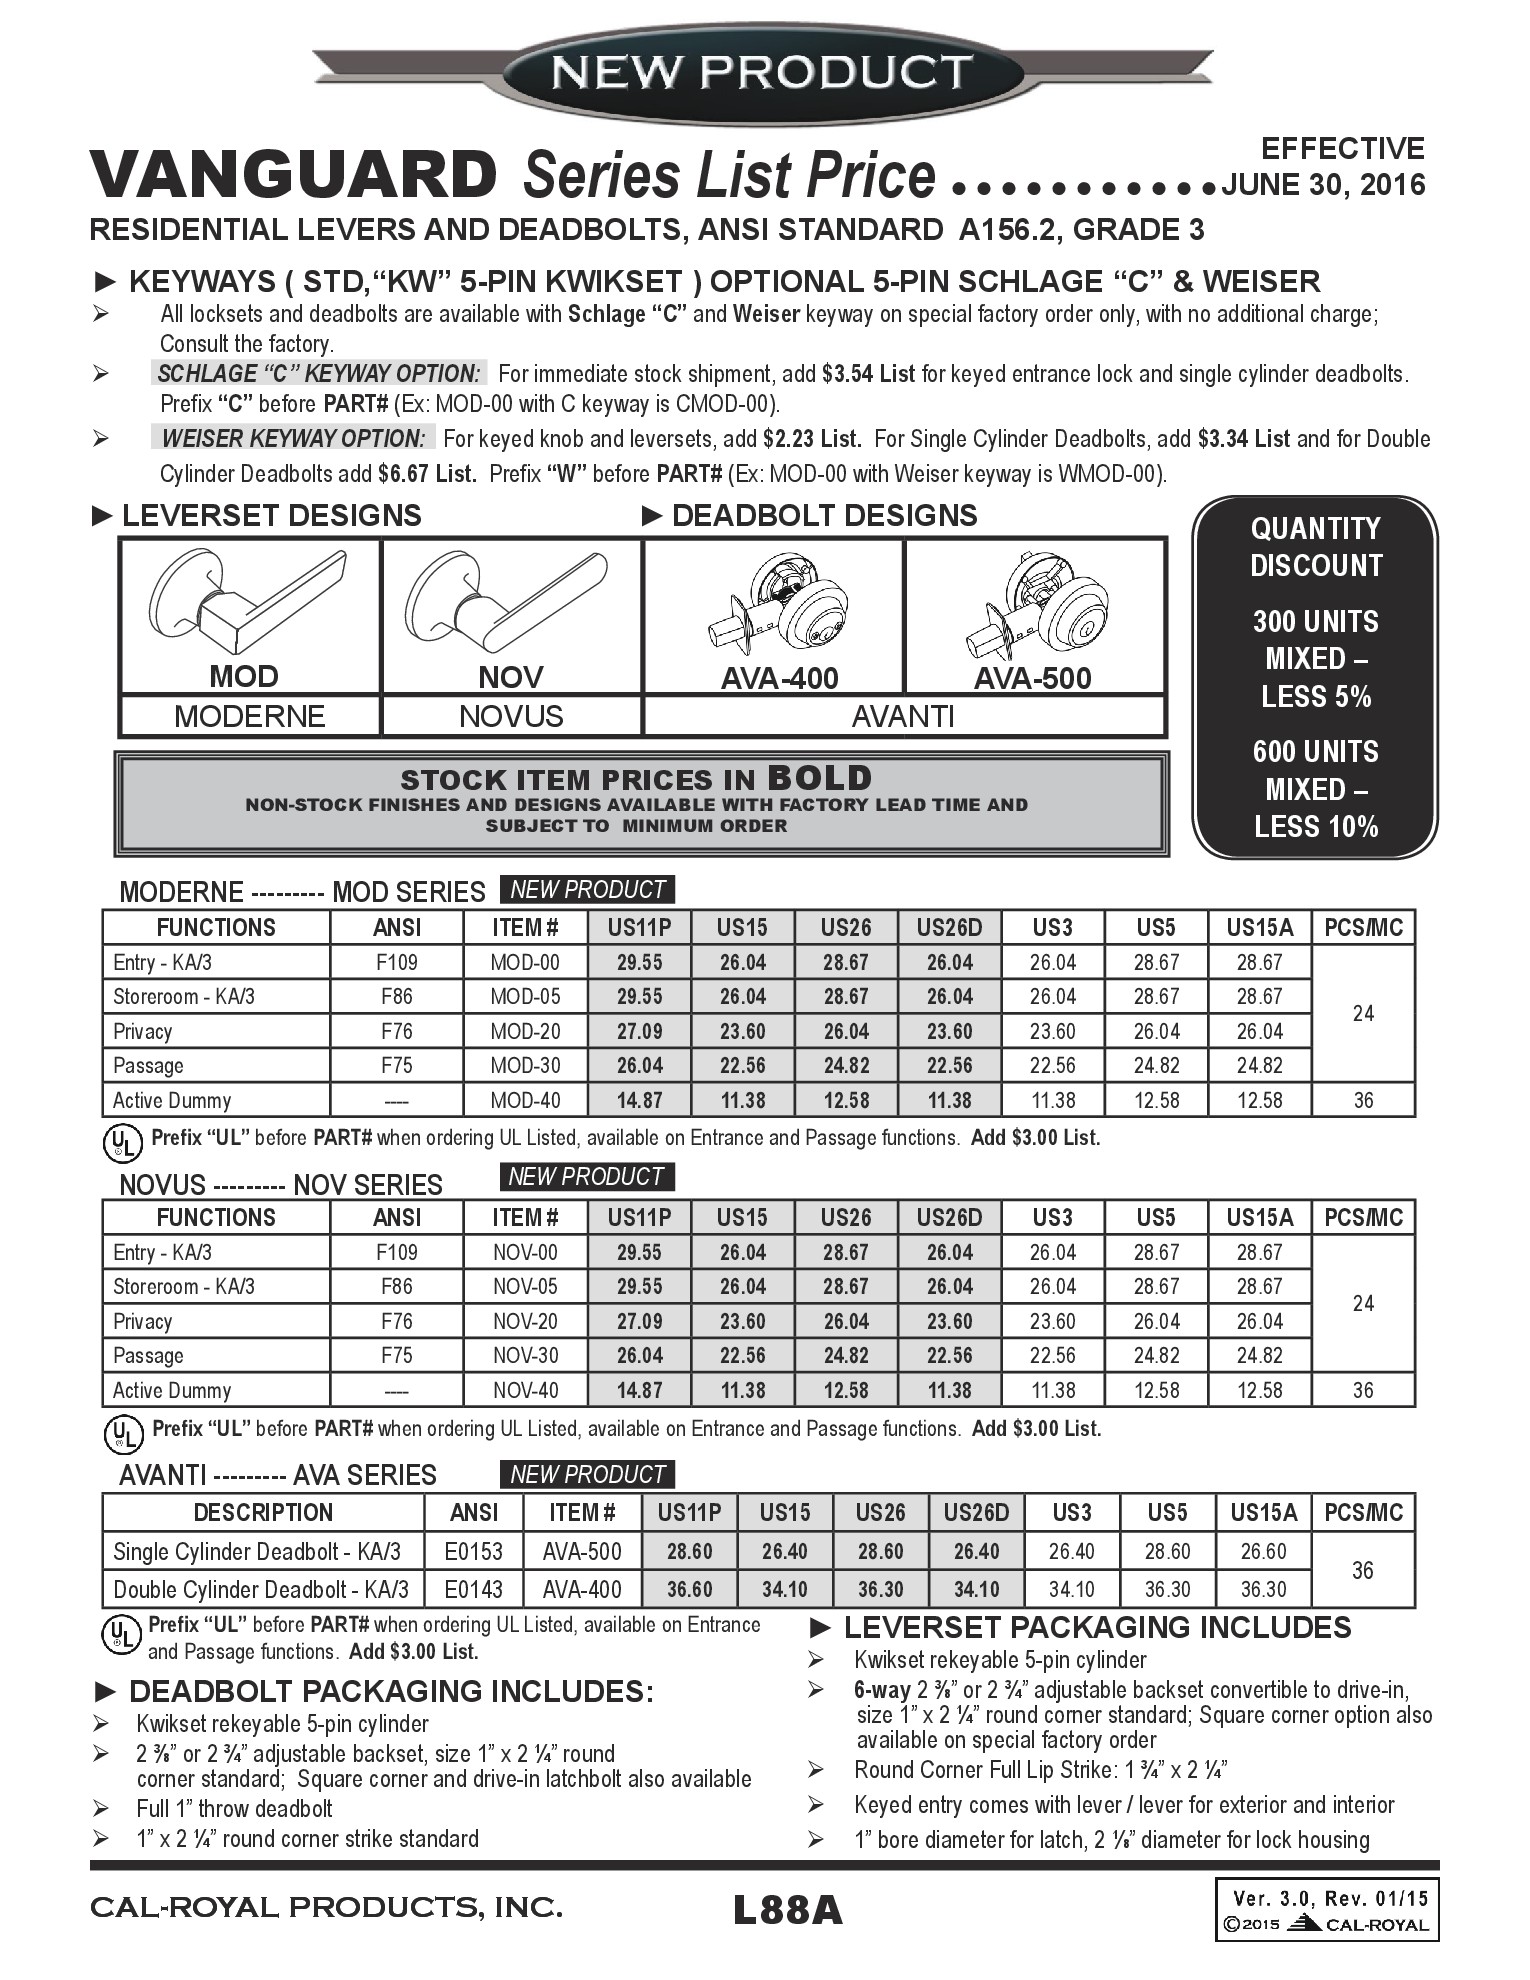 NEW PRODUCT
VANGUARD Series List Price ● ● ● ● ● ● ● ● ● ● ●
EFFECTIVE
JUNE 30, 2016
RESIDENTIAL LEVERS AND DEADBOLTS, ANSI STANDARD A156.2, GRADE 3
► KEYWAYS ( STD,“KW” 5-PIN KWIKSET ) OPTIONAL 5-PIN SCHLAGE “C” & WEISER
➢ All locksets and deadbolts are available with Schlage “C” and Weiser keyway on special factory order only, with no additional charge;
Consult the factory.
➢ SCHLAGE “C” KEYWAY OPTION: For immediate stock shipment, add $3.54 List for keyed entrance lock and single cylinder deadbolts.
Prefix “C” before PART# (Ex: MOD-00 with C keyway is CMOD-00).
➢ WEISER KEYWAY OPTION: For keyed knob and leversets, add $2.23 List. For Single Cylinder Deadbolts, add $3.34 List and for Double
Cylinder Deadbolts add $6.67 List. Prefix “W” before PART# (Ex: MOD-00 with Weiser keyway is WMOD-00).
► LEVERSET DESIGNS ► DEADBOLT DESIGNS
MOD NOV AVA-400 AVA-500
MODERNE NOVUS AVANTI
QUANTITY
DISCOUNT
300 UNITS
MIXED –
LESS 5%
600 UNITS
MIXED –
LESS 10%
STOCK ITEM PRICES IN BOLD
NON-STOCK FINISHES AND DESIGNS AVAILABLE WITH FACTORY LEAD TIME AND
SUBJECT TO MINIMUM ORDER
MODERNE --------- MOD SERIES NEW PRODUCT
FUNCTIONS ANSI ITEM # US11P US15 US26 US26D US3 US5 US15A PCS/MC
Entry - KA/3 F109 MOD-00 29.55 26.04 28.67 26.04 26.04 28.67 28.67
Storeroom - KA/3 F86 MOD-05 29.55 26.04 28.67 26.04 26.04 28.67 28.67
24
Privacy F76 MOD-20 27.09 23.60 26.04 23.60 23.60 26.04 26.04
Passage F75 MOD-30 26.04 22.56 24.82 22.56 22.56 24.82 24.82
Active Dummy ---- MOD-40 14.87 11.38 12.58 11.38 11.38 12.58 12.58 36
UL Prefix “UL” before PART# when ordering UL Listed, available on Entrance and Passage functions. Add $3.00 List.
NOVUS --------- NOV SERIES NEW PRODUCT
FUNCTIONS ANSI ITEM # US11P US15 US26 US26D US3 US5 US15A PCS/MC
Entry - KA/3 F109 NOV-00 29.55 26.04 28.67 26.04 26.04 28.67 28.67
Storeroom - KA/3 F86 NOV-05 29.55 26.04 28.67 26.04 26.04 28.67 28.67
24
Privacy F76 NOV-20 27.09 23.60 26.04 23.60 23.60 26.04 26.04
Passage F75 NOV-30 26.04 22.56 24.82 22.56 22.56 24.82 24.82
Active Dummy ---- NOV-40 14.87 11.38 12.58 11.38 11.38 12.58 12.58 36
UL Prefix “UL” before PART# when ordering UL Listed, available on Entrance and Passage functions. Add $3.00 List.
AVANTI --------- AVA SERIES NEW PRODUCT
DESCRIPTION ANSI ITEM # US11P US15 US26 US26D US3 US5 US15A PCS/MC
Single Cylinder Deadbolt - KA/3 E0153 AVA-500 28.60 26.40 28.60 26.40 26.40 28.60 26.60
36
Double Cylinder Deadbolt - KA/3 E0143 AVA-400 36.60 34.10 36.30 34.10 34.10 36.30 36.30
UL Prefix “UL” before PART# when ordering UL Listed, available on Entrance
and Passage functions. Add $3.00 List.
► DEADBOLT PACKAGING INCLUDES:
➢ Kwikset rekeyable 5-pin cylinder
➢ 2 ⅜” or 2 ¾” adjustable backset, size 1” x 2 ¼” round
corner standard; Square corner and drive-in latchbolt also available
➢ Full 1” throw deadbolt
➢ 1” x 2 ¼” round corner strike standard
► LEVERSET PACKAGING INCLUDES
➢ Kwikset rekeyable 5-pin cylinder
➢ 6-way 2 ⅜” or 2 ¾” adjustable backset convertible to drive-in,
size 1” x 2 ¼” round corner standard; Square corner option also
available on special factory order
➢ Round Corner Full Lip Strike: 1 ¾” x 2 ¼”
➢ Keyed entry comes with lever / lever for exterior and interior
➢ 1” bore diameter for latch, 2 ⅛” diameter for lock housing
CAL-ROYAL PRODUCTS, INC.
L88A
Ver. 3.0, Rev. 01/15
©2015 CAL-ROYAL